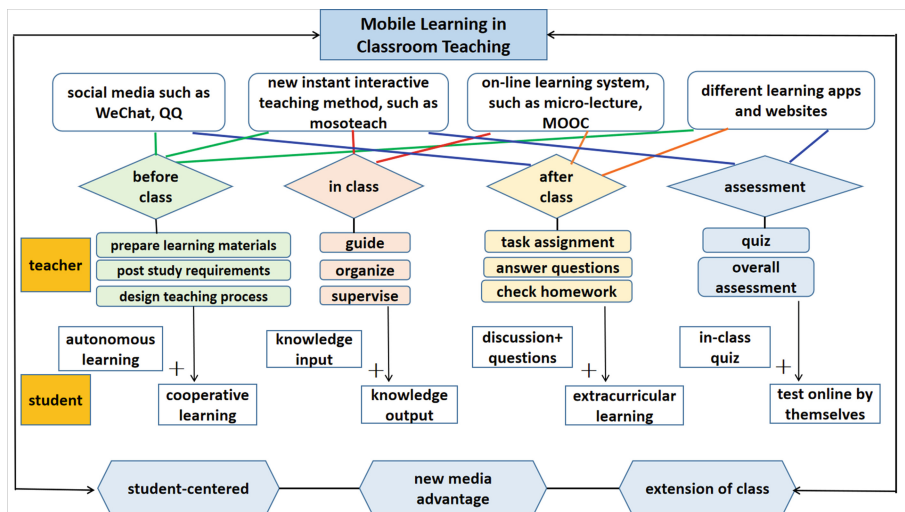 Mobile Learning in
Classroom Teaching
social media such as
WeChat, QQ
new instant interactive
teaching method, such as
mosoteach
on-line learning system,
such as micro-lecture,
MOOC
different learning apps
and websites
before
class
in class
after
class
assessment
teacher
prepare learning materials
post study requirements
design teaching process
guide
organize
supervise
task assignment
answer questions
check homework
quiz
overall
assessment
student
autonomous
learning
+
cooperative
learning
knowledge
input
+
knowledge
output
discussion+
questions
+
extracurricular
learning
in-class
quiz
+
test online by
themselves
student-centered
new media
advantage
extension of class